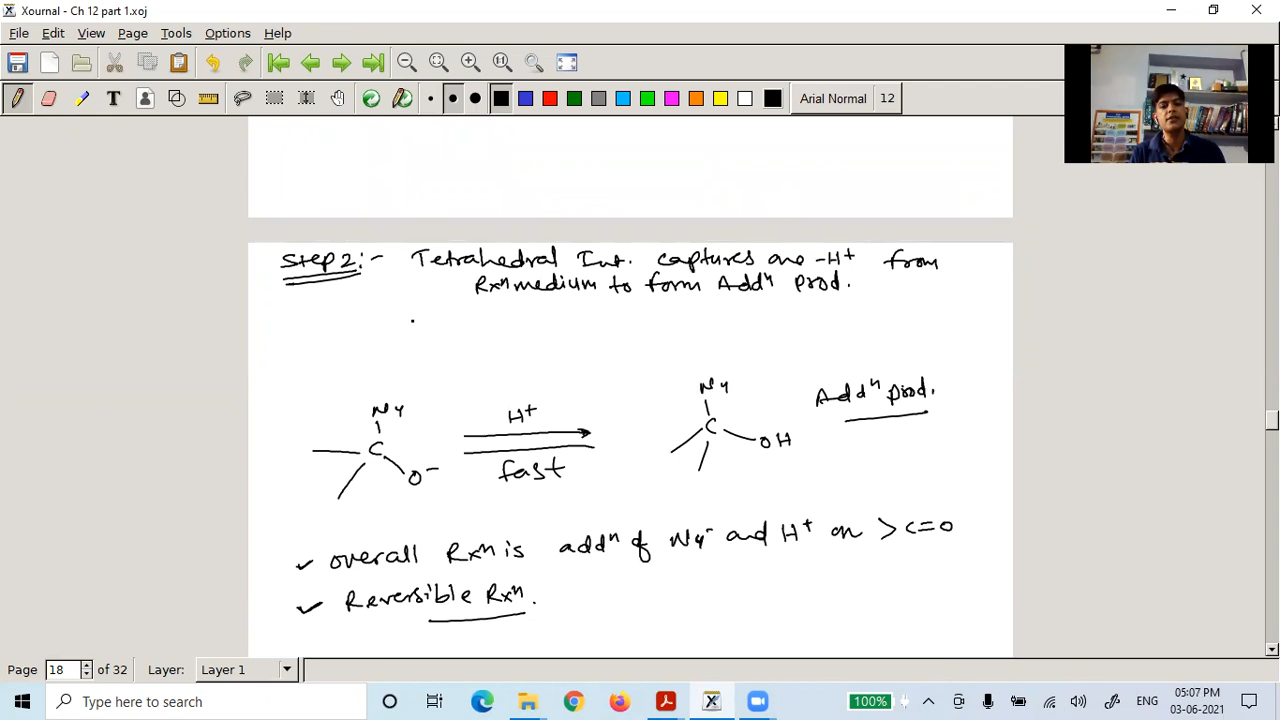 Xournal - Ch 12 part 1.xoj
File Edit View Page Tools Options Help
Arial Normal 12
Step 2:- Tetrahedral Int. captures one -H+ from
Rxn medium to form Addn prod.
Nu
C
O-
H+
fast
Nu
C
OH
Addn prod.
✓ overall Rxn is addn of Nu- and H+ on >C=O
✓ Reversible Rxn.
Page 18 of 32 Layer: Layer 1
Type here to search
100%
ENG
05:07 PM
03-06-2021